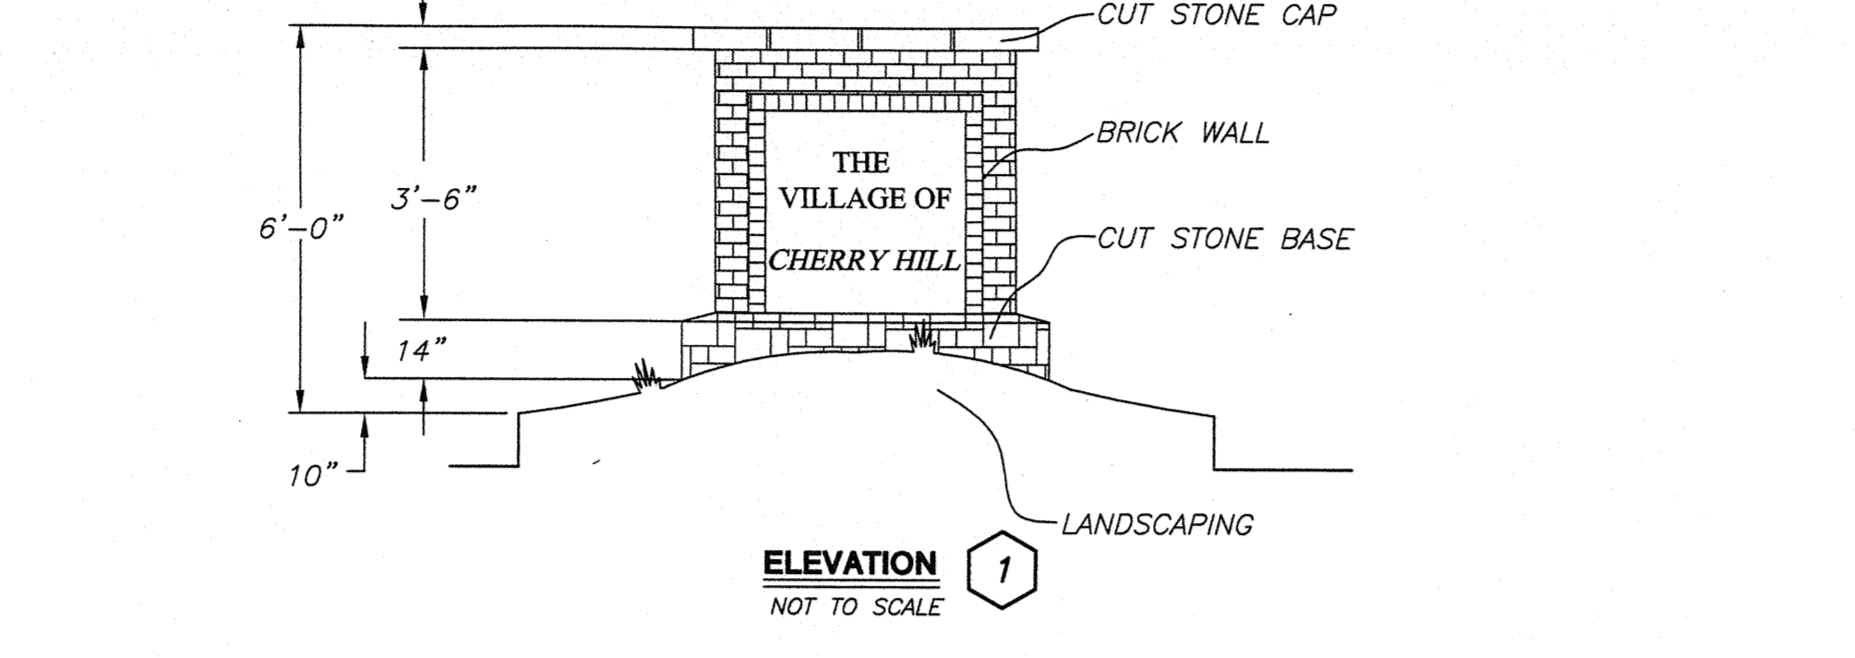 CUT STONE CAP
BRICK WALL
THE
VILLAGE OF
CHERRY HILL
3'-6"
6'-0"
CUT STONE BASE
14"
10"
LANDSCAPING
ELEVATION 1
NOT TO SCALE